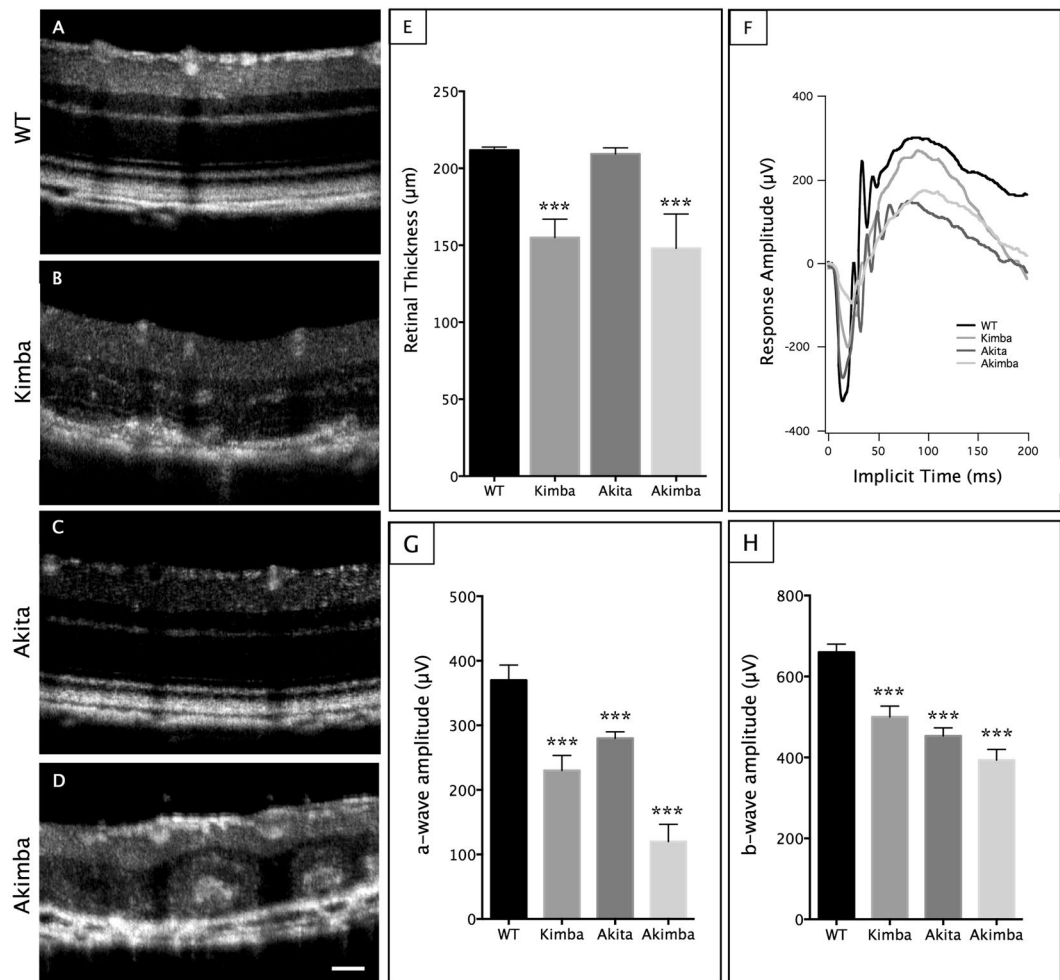 A
WT
B
Kimba
C
Akita
D
Akimba
E
Retinal Thickness (µm)
250
200
150
100
50
0
***
***
WT Kimba Akita Akimba
F
Response Amplitude (µV)
400
200
0
-200
-400
WT
Kimba
Akita
Akimba
0 50 100 150 200
Implicit Time (ms)
G
a-wave amplitude (µV)
500
400
300
200
100
0
***
***
***
WT Kimba Akita Akimba
H
b-wave amplitude (µV)
800
600
400
200
0
***
***
***
WT Kimba Akita Akimba